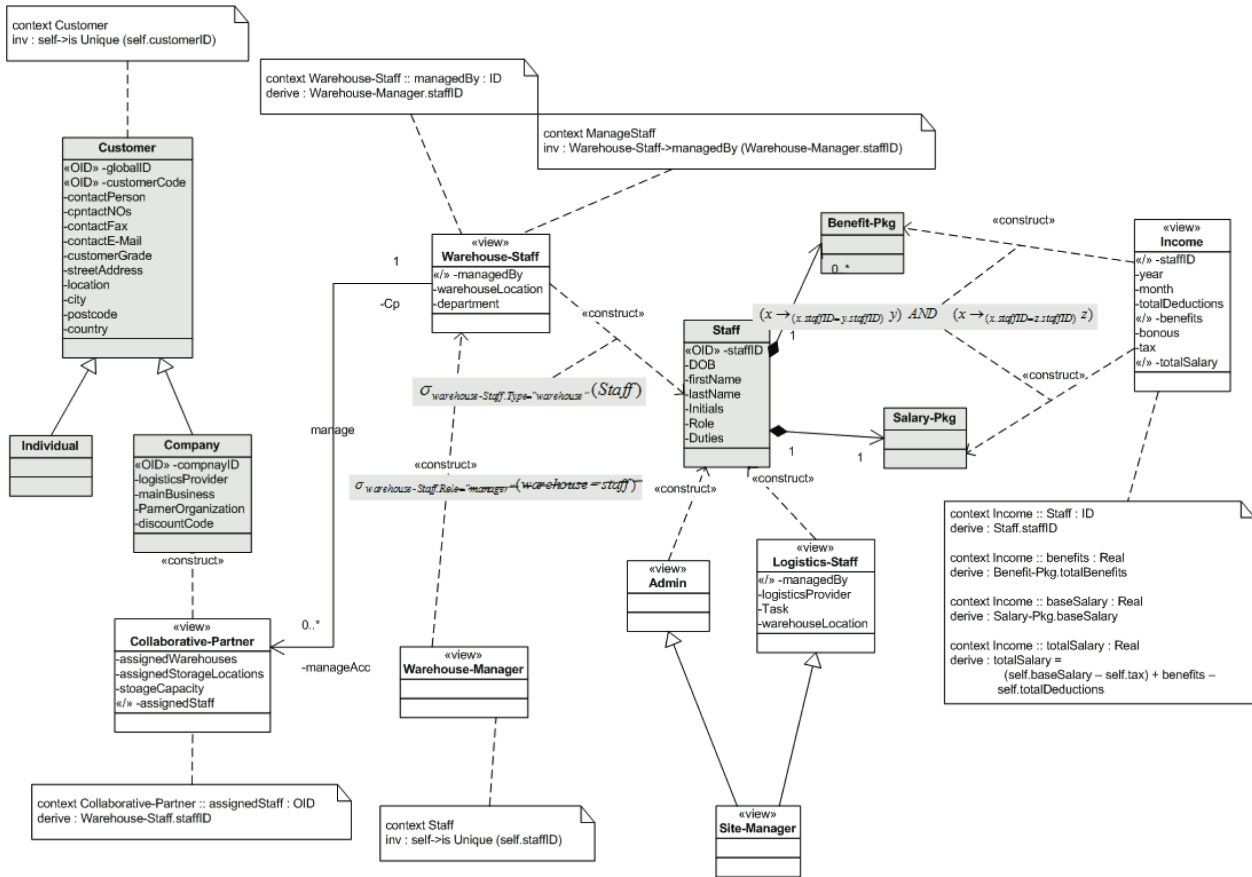 context Customer
inv : self->is Unique (self.customerID)
context Warehouse-Staff :: managedBy : ID
derive : Warehouse-Manager.staffID
context ManageStaff
inv : Warehouse-Staff->managedBy (Warehouse-Manager.staffID)
Customer
«OID» -globalID
«OID» -customerCode
-contactPerson
-cpntactNOs
-contactFax
-contactE-Mail
-customerGrade
-streetAddress
-location
-city
-postcode
-country
Individual
Company
«OID» -compnayID
-logisticsProvider
-mainBusiness
-ParnerOrganization
-discountCode
«construct»
«view»
Collaborative-Partner
-assignedWarehouses
-assignedStorageLocations
-stoageCapacity
«/» -assignedStaff
context Collaborative-Partner :: assignedStaff : OID
derive : Warehouse-Staff.staffID
1
-Cp
manage
0..*
-manageAcc
«view»
Warehouse-Staff
«/» -managedBy
-warehouseLocation
-department
«construct»
σ warehouse-Staff.Type="warehouse" (Staff)
«construct»
σ warehouse-Staff.Role="manager" (warehouse-staff)
«view»
Warehouse-Manager
context Staff
inv : self->is Unique (self.staffID)
Staff
«OID» -staffID
-DOB
-firstName
-lastName
-Initials
-Role
-Duties
Benefit-Pkg
0..*
1
(x →(x.staffID=y.staffID) y) AND (x →(x.staffID=z.staffID) z)
«construct»
«construct»
Salary-Pkg
1
1
«view»
Income
«/» -staffID
-year
-month
-totalDeductions
«/» -benefits
-bonous
-tax
«/» -totalSalary
context Income :: Staff : ID
derive : Staff.staffID
context Income :: benefits : Real
derive : Benefit-Pkg.totalBenefits
context Income :: baseSalary : Real
derive : Salary-Pkg.baseSalary
context Income :: totalSalary : Real
derive : totalSalary =
(self.baseSalary – self.tax) + benefits –
self.totalDeductions
«construct»
«view»
Admin
«view»
Logistics-Staff
«/» -managedBy
-logisticsProvider
-Task
-warehouseLocation
«view»
Site-Manager